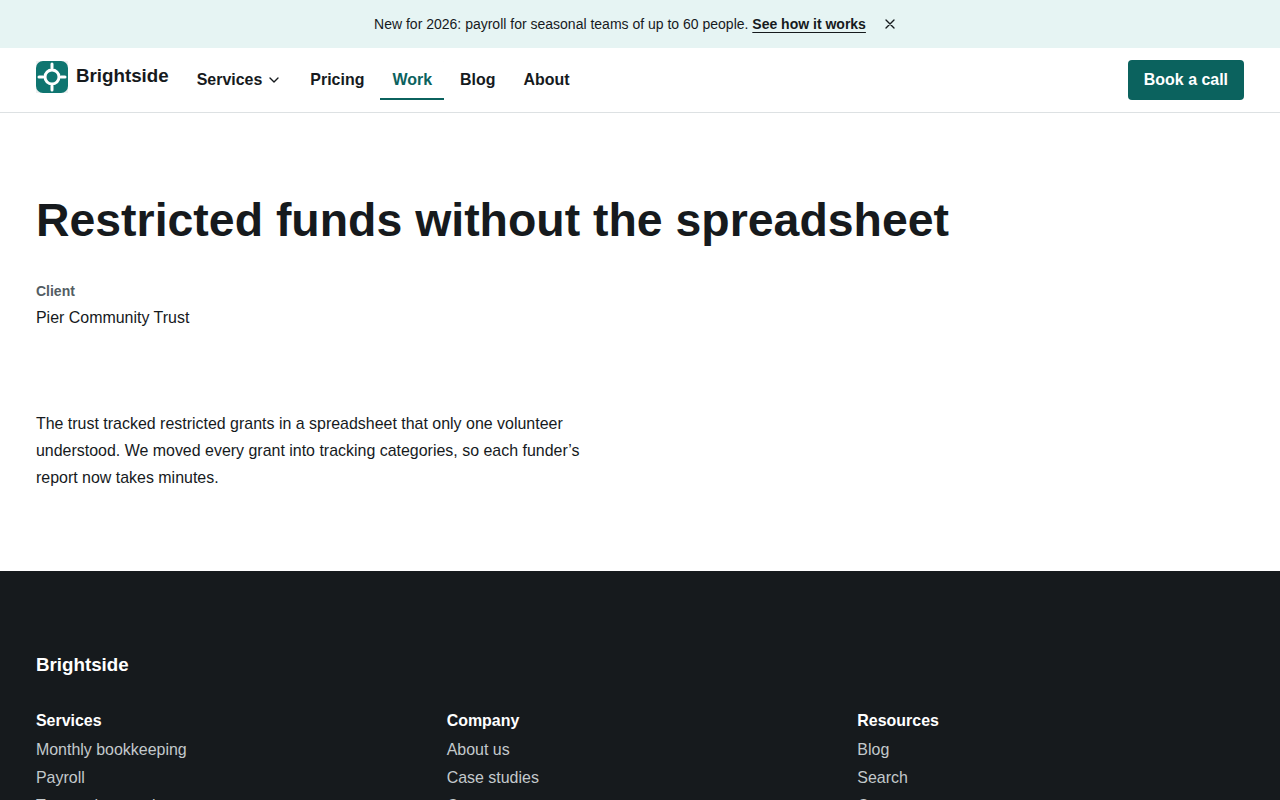 New for 2026: payroll for seasonal teams of up to 60 people. See how it works
Brightside
Services
Pricing
Work
Blog
About
Book a call
Restricted funds without the spreadsheet
Client
Pier Community Trust
The trust tracked restricted grants in a spreadsheet that only one volunteer
understood. We moved every grant into tracking categories, so each funder’s
report now takes minutes.
Brightside
Services
Monthly bookkeeping
Payroll
Company
About us
Case studies
Resources
Blog
Search